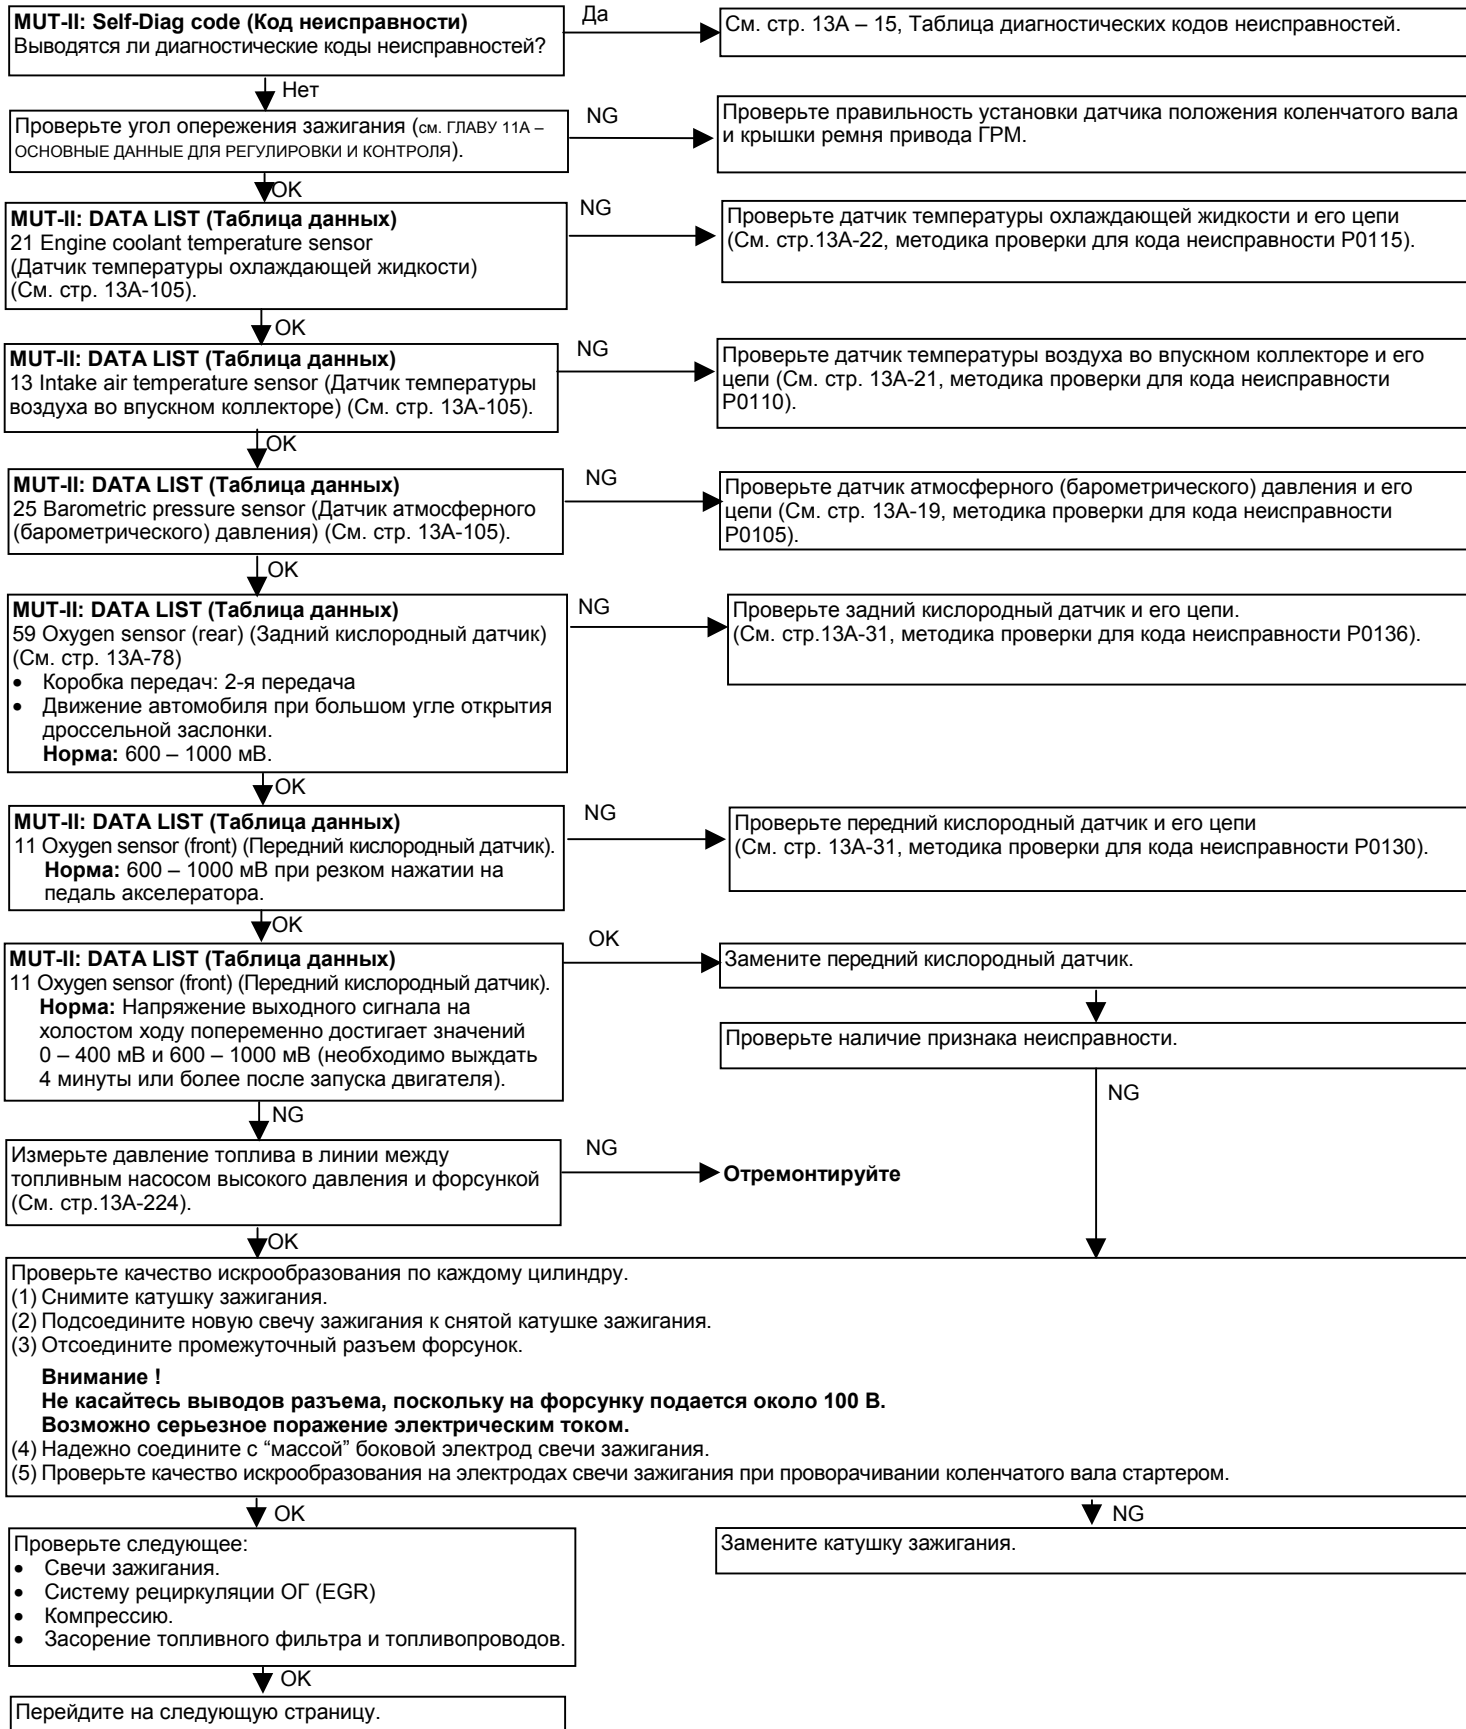 MUT-II: Self-Diag code (Код неисправности)
Выводятся ли диагностические коды неисправностей?
Да
См. стр. 13A – 15, Таблица диагностических кодов неисправностей.
Нет
Проверьте угол опережения зажигания (см. ГЛАВУ 11A –
ОСНОВНЫЕ ДАННЫЕ ДЛЯ РЕГУЛИРОВКИ И КОНТРОЛЯ).
NG
Проверьте правильность установки датчика положения коленчатого вала
и крышки ремня привода ГРМ.
OK
MUT-II: DATA LIST (Таблица данных)
21 Engine coolant temperature sensor
(Датчик температуры охлаждающей жидкости)
(См. стр. 13A-105).
NG
Проверьте датчик температуры охлаждающей жидкости и его цепи
(См. стр.13A-22, методика проверки для кода неисправности P0115).
OK
MUT-II: DATA LIST (Таблица данных)
13 Intake air temperature sensor (Датчик температуры
воздуха во впускном коллекторе) (См. стр. 13A-105).
NG
Проверьте датчик температуры воздуха во впускном коллекторе и его
цепи (См. стр. 13A-21, методика проверки для кода неисправности
P0110).
OK
MUT-II: DATA LIST (Таблица данных)
25 Barometric pressure sensor (Датчик атмосферного
(барометрического) давления) (См. стр. 13A-105).
NG
Проверьте датчик атмосферного (барометрического) давления и его
цепи (См. стр. 13A-19, методика проверки для кода неисправности
P0105).
OK
MUT-II: DATA LIST (Таблица данных)
59 Oxygen sensor (rear) (Задний кислородный датчик)
(См. стр. 13A-78)
• Коробка передач: 2-я передача
• Движение автомобиля при большом угле открытия
дроссельной заслонки.
Норма: 600 – 1000 мВ.
NG
Проверьте задний кислородный датчик и его цепи.
(См. стр.13A-31, методика проверки для кода неисправности P0136).
OK
MUT-II: DATA LIST (Таблица данных)
11 Oxygen sensor (front) (Передний кислородный датчик).
Норма: 600 – 1000 мВ при резком нажатии на
педаль акселератора.
NG
Проверьте передний кислородный датчик и его цепи
(См. стр. 13A-31, методика проверки для кода неисправности P0130).
OK
MUT-II: DATA LIST (Таблица данных)
11 Oxygen sensor (front) (Передний кислородный датчик).
Норма: Напряжение выходного сигнала на
холостом ходу попеременно достигает значений
0 – 400 мВ и 600 – 1000 мВ (необходимо выждать
4 минуты или более после запуска двигателя).
OK
Замените передний кислородный датчик.
Проверьте наличие признака неисправности.
NG
NG
Измерьте давление топлива в линии между
топливным насосом высокого давления и форсункой
(См. стр.13A-224).
NG
Отремонтируйте
OK
Проверьте качество искрообразования по каждому цилиндру.
(1) Снимите катушку зажигания.
(2) Подсоедините новую свечу зажигания к снятой катушке зажигания.
(3) Отсоедините промежуточный разъем форсунок.
Внимание !
Не касайтесь выводов разъема, поскольку на форсунку подается около 100 В.
Возможно серьезное поражение электрическим током.
(4) Надежно соедините с “массой” боковой электрод свечи зажигания.
(5) Проверьте качество искрообразования на электродах свечи зажигания при проворачивании коленчатого вала стартером.
OK
NG
Проверьте следующее:
• Свечи зажигания.
• Систему рециркуляции ОГ (EGR)
• Компрессию.
• Засорение топливного фильтра и топливопроводов.
Замените катушку зажигания.
OK
Перейдите на следующую страницу.